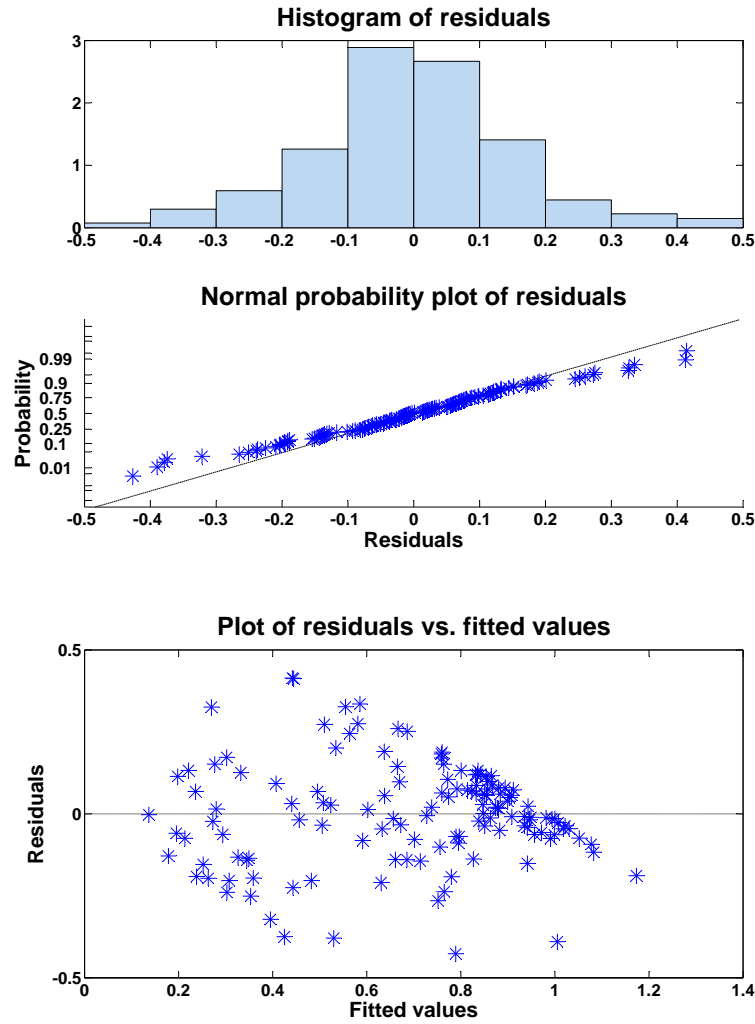 Histogram of residuals
3
2
1
0
-0.5 -0.4 -0.3 -0.2 -0.1 0 0.1 0.2 0.3 0.4 0.5
Normal probability plot of residuals
Probability
0.99
0.9
0.75
0.5
0.25
0.1
0.01
-0.5 -0.4 -0.3 -0.2 -0.1 0 0.1 0.2 0.3 0.4 0.5
Residuals
Plot of residuals vs. fitted values
Residuals
0.5
0
-0.5
0 0.2 0.4 0.6 0.8 1 1.2 1.4
Fitted values